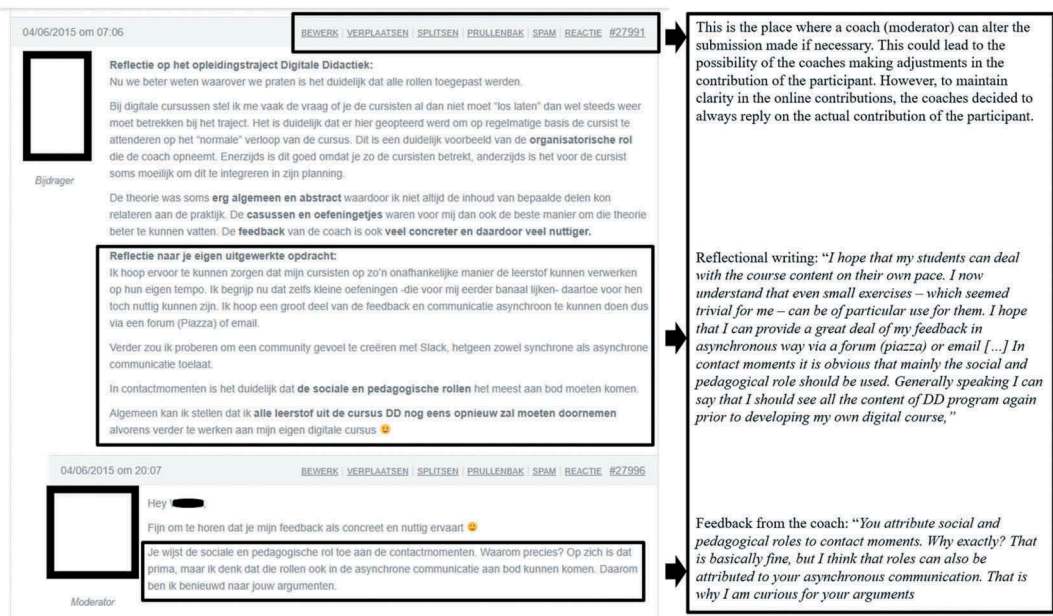 04/06/2015 om 07:06
BEWERK | VERPLAATSEN | SPLITSEN | PRULLENBAK | SPAM | REACTIE #27991
Bijdrager
Reflectie op het opleidingstraject Digitale Didactiek:
Nu we beter weten waarover we praten is het duidelijk dat alle rollen toegepast werden.
Bij digitale cursussen stel ik me vaak de vraag of je de cursisten al dan niet moet "los laten" dan wel steeds weer
moet betrekken bij het traject. Het is duidelijk dat er hier geopteerd werd om op regelmatige basis de cursist te
attenderen op het "normale" verloop van de cursus. Dit is een duidelijk voorbeeld van de organisatorische rol
die de coach opneemt. Enerzijds is dit goed omdat je zo de cursisten betrekt, anderzijds is het voor de cursist
soms moeilijk om dit te integreren in zijn planning.
De theorie was soms erg algemeen en abstract waardoor ik niet altijd de inhoud van bepaalde delen kon
relateren aan de praktijk. De casussen en oefeningetjes waren voor mij dan ook de beste manier om die theorie
beter te kunnen vatten. De feedback van de coach is ook veel concreter en daardoor veel nuttiger.
Reflectie naar je eigen uitgewerkte opdracht:
Ik hoop ervoor te kunnen zorgen dat mijn cursisten op zo'n onafhankelijke manier de leerstof kunnen verwerken
op hun eigen tempo. Ik begrijp nu dat zelfs kleine oefeningen -die voor mij eerder banaal lijken- daartoe voor hen
toch nuttig kunnen zijn. Ik hoop een groot deel van de feedback en communicatie asynchroon te kunnen doen dus
via een forum (Piazza) of email.
Verder zou ik proberen om een community gevoel te creëren met Slack, hetgeen zowel synchrone als asynchrone
communicatie toelaat.
In contactmomenten is het duidelijk dat de sociale en pedagogische rollen het meest aan bod moeten komen.
Algemeen kan ik stellen dat ik alle leerstof uit de cursus DD nog eens opnieuw zal moeten doornemen
alvorens verder te werken aan mijn eigen digitale cursus 🙂
04/06/2015 om 20:07
BEWERK | VERPLAATSEN | SPLITSEN | PRULLENBAK | SPAM | REACTIE #27996
Moderator
Hey
Fijn om te horen dat je mijn feedback als concreet en nuttig ervaart 🙂
Je wijst de sociale en pedagogische rol toe aan de contactmomenten. Waarom precies? Op zich is dat
prima, maar ik denk dat die rollen ook in de asynchrone communicatie aan bod kunnen komen. Daarom
ben ik benieuwd naar jouw argumenten.
This is the place where a coach (moderator) can alter the
submission made if necessary. This could lead to the
possibility of the coaches making adjustments in the
contribution of the participant. However, to maintain
clarity in the online contributions, the coaches decided to
always reply on the actual contribution of the participant.
Reflectional writing: "I hope that my students can deal
with the course content on their own pace. I now
understand that even small exercises – which seemed
trivial for me – can be of particular use for them. I hope
that I can provide a great deal of my feedback in
asynchronous way via a forum (piazza) or email […] In
contact moments it is obvious that mainly the social and
pedagogical role should be used. Generally speaking I can
say that I should see all the content of DD program again
prior to developing my own digital course,"
Feedback from the coach: "You attribute social and
pedagogical roles to contact moments. Why exactly? That
is basically fine, but I think that roles can also be
attributed to your asynchronous communication. That is
why I am curious for your arguments